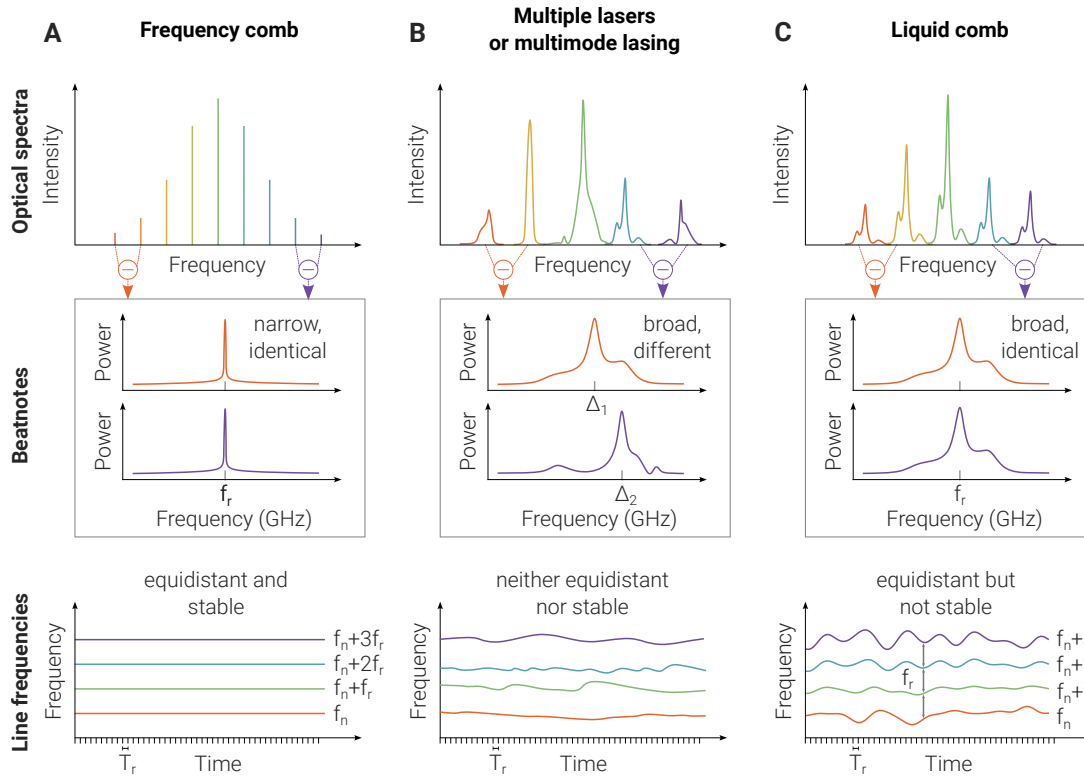 A
Frequency comb
B
Multiple lasers
or multimode lasing
C
Liquid comb
Optical spectra
Intensity
Frequency
Intensity
Frequency
Intensity
Frequency
−
−
−
−
−
−
Beatnotes
Power
narrow,
identical
Power
f_r
Frequency (GHz)
Power
broad,
different
Δ_1
Power
Δ_2
Frequency (GHz)
Power
broad,
identical
Power
f_r
Frequency (GHz)
Line frequencies
equidistant and
stable
Frequency
f_n+3f_r
f_n+2f_r
f_n+f_r
f_n
T_r
Time
neither equidistant
nor stable
Frequency
T_r
Time
equidistant but
not stable
Frequency
f_r
f_n+
f_n+
f_n+
f_n
T_r
Time